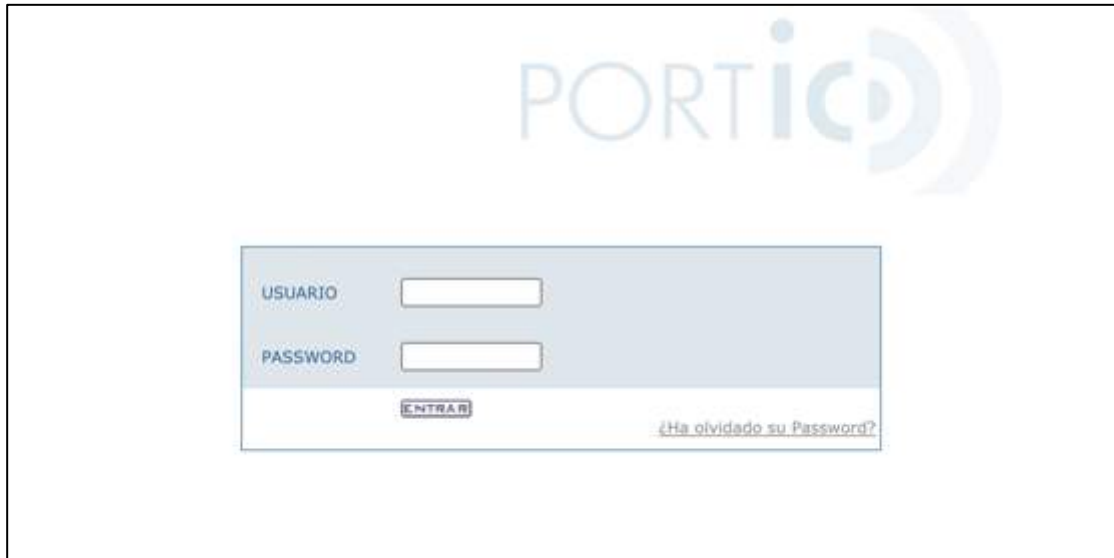 PORTIC
USUARIO
PASSWORD
ENTRAR
¿Ha olvidado su Password?